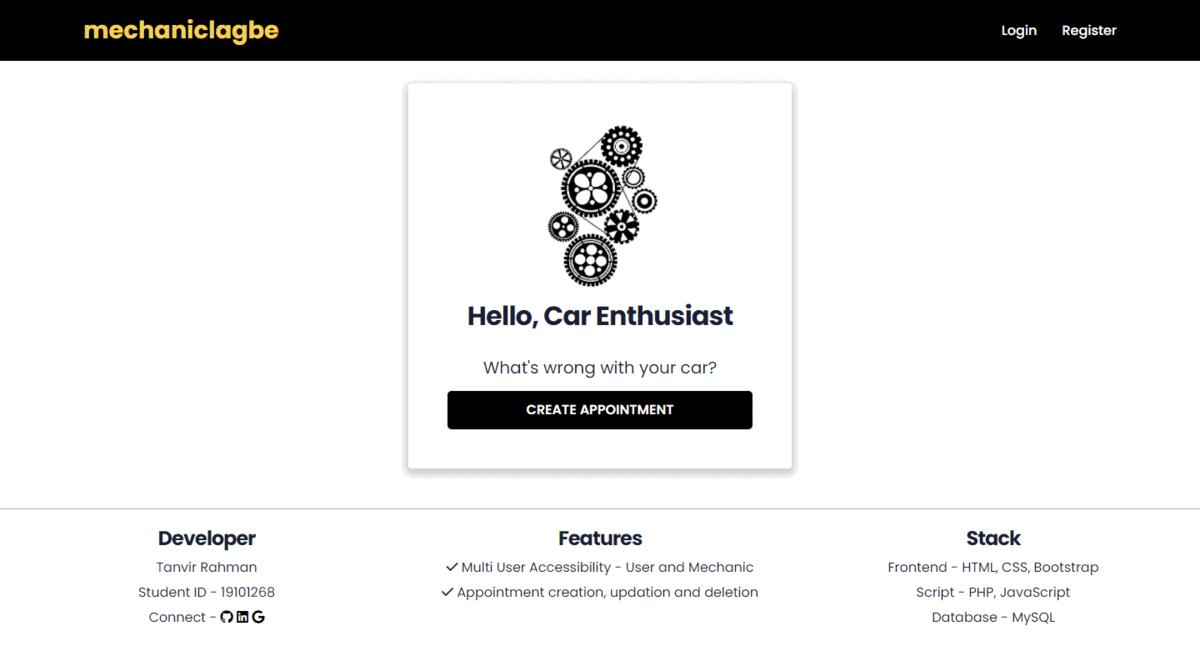 mechaniclagbe
Login Register
Hello, Car Enthusiast
What's wrong with your car?
CREATE APPOINTMENT
Developer
Tanvir Rahman
Student ID - 19101268
Connect -
Features
Multi User Accessibility - User and Mechanic
Appointment creation, updation and deletion
Stack
Frontend - HTML, CSS, Bootstrap
Script - PHP, JavaScript
Database - MySQL